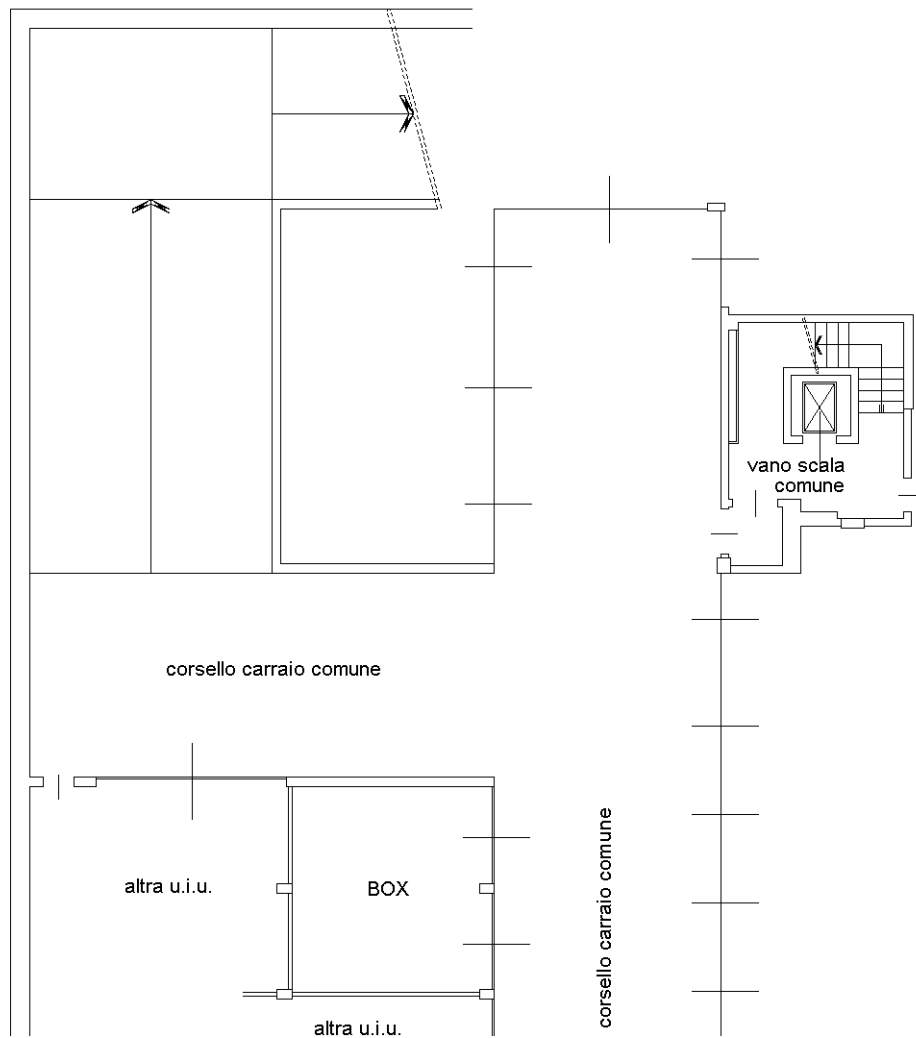 vano scala
comune
corsello carraio comune
altra u.i.u.
BOX
corsello carraio comune
altra u.i.u.